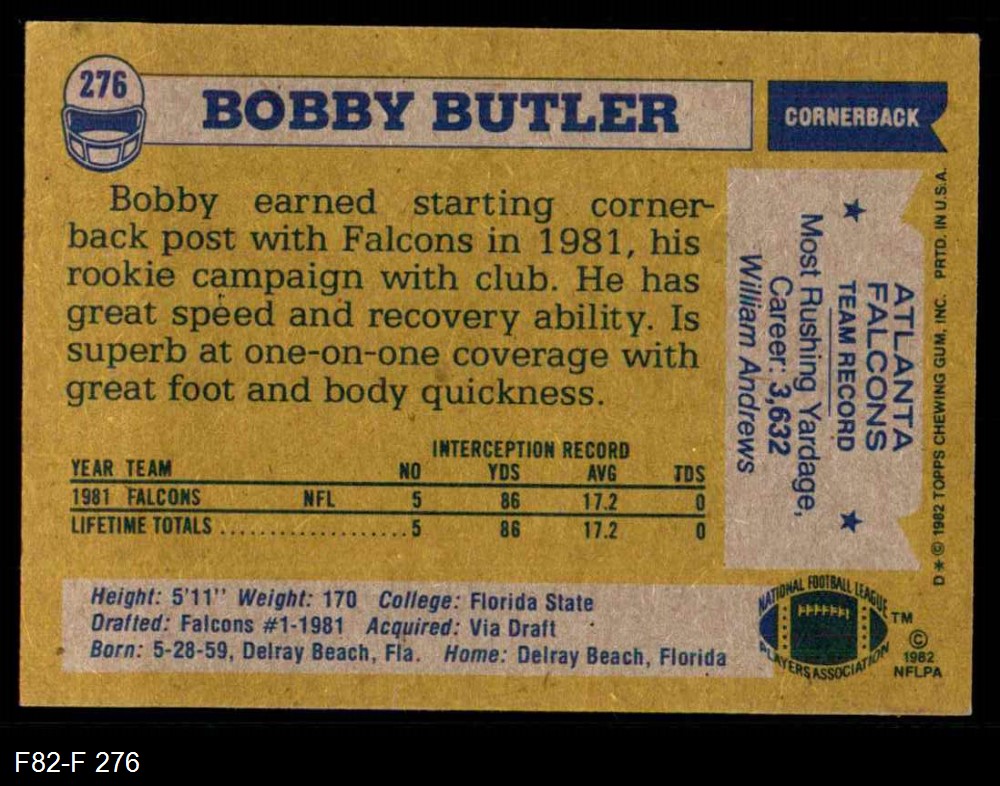 276
BOBBY BUTLER
CORNERBACK
Bobby earned starting corner-
back post with Falcons in 1981, his
rookie campaign with club. He has
great speed and recovery ability. Is
superb at one-on-one coverage with
great foot and body quickness.
INTERCEPTION RECORD
YEAR TEAM NO YDS AVG TDS
1981 FALCONS NFL 5 86 17.2 0
LIFETIME TOTALS ................... 5 86 17.2 0
ATLANTA
FALCONS
TEAM RECORD
Most Rushing Yardage,
Career: 3,632
William Andrews
D✶ © 1982 TOPPS CHEWING GUM, INC. PRTD. IN U.S.A.
Height: 5'11" Weight: 170 College: Florida State
Drafted: Falcons #1-1981 Acquired: Via Draft
Born: 5-28-59, Delray Beach, Fla. Home: Delray Beach, Florida
NATIONAL FOOTBALL LEAGUE
PLAYERS ASSOCIATION
TM
©
1982
NFLPA
F82-F 276